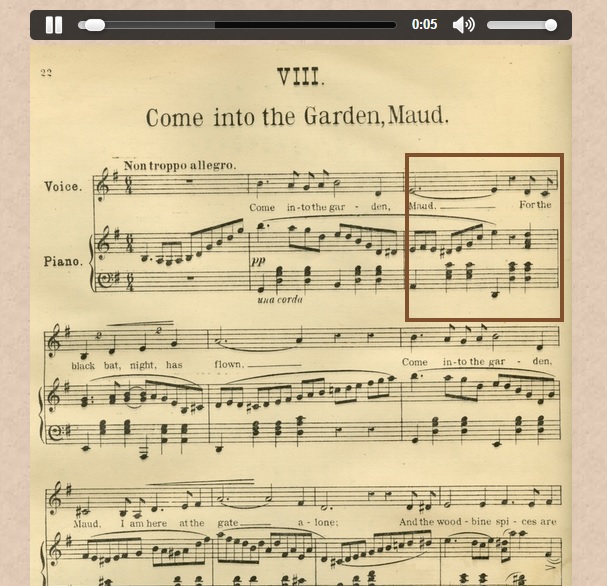 0:05
22
VIII.
Come into the Garden, Maud.
Non troppo allegro.
Voice.
Come in-to the gar - den, Maud, For the
Piano.
pp
una corda
black bat, night, has flown, Come in-to the gar - den,
Maud, I am here at the gate a - lone; And the wood - bine spi - ces are